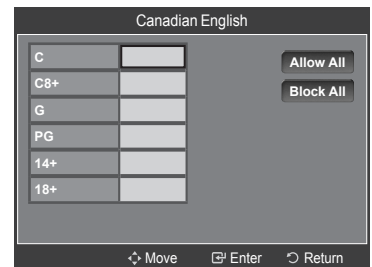 Canadian English
C
Allow All
C8+
Block All
G
PG
14+
18+
Move Enter Return